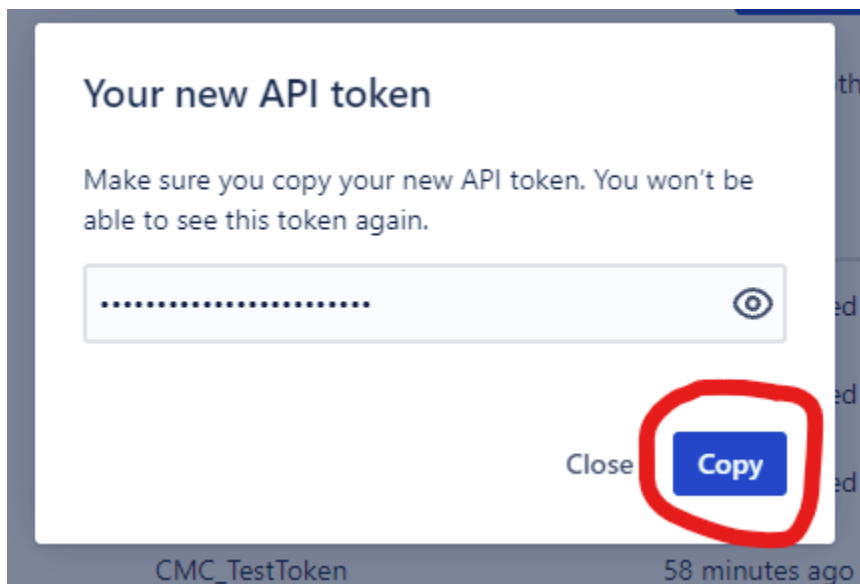 Your new API token
Make sure you copy your new API token. You won't be
able to see this token again.
••••••••••••••••••••••••
Close
Copy
CMC_TestToken
58 minutes ago